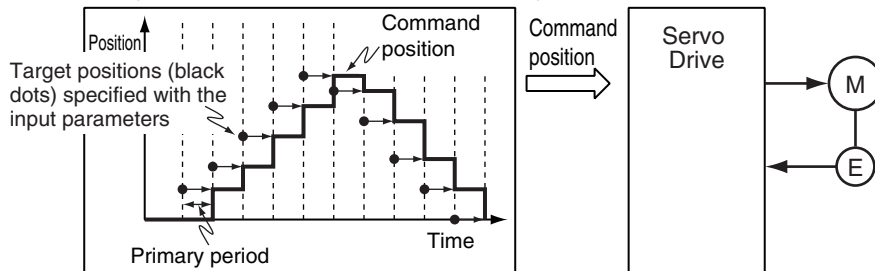 Position
Command
position
Target positions (black
dots) specified with the
input parameters
Primary period
Time
Command
position
Servo
Drive
M
E